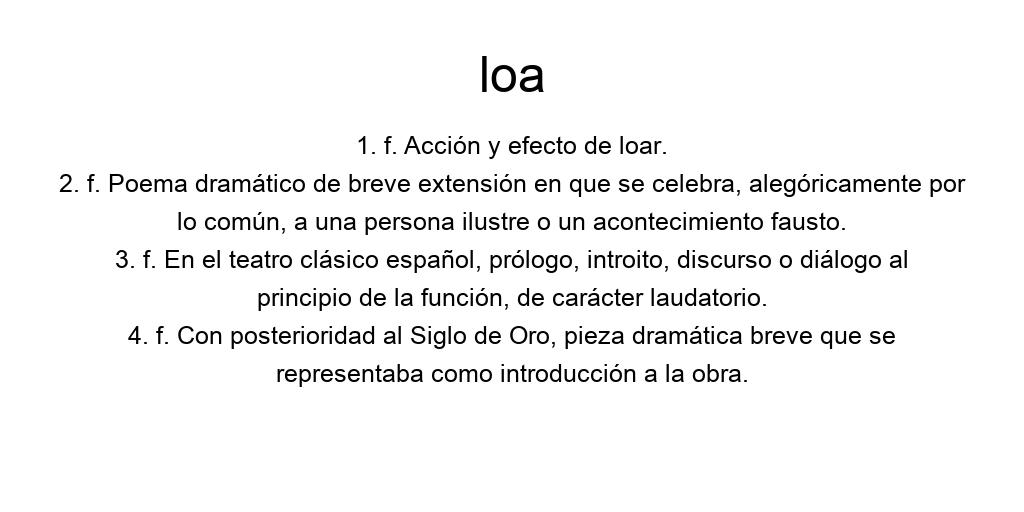 loa
1. f. Acción y efecto de loar.
2. f. Poema dramático de breve extensión en que se celebra, alegóricamente por
lo común, a una persona ilustre o un acontecimiento fausto.
3. f. En el teatro clásico español, prólogo, introito, discurso o diálogo al
principio de la función, de carácter laudatorio.
4. f. Con posterioridad al Siglo de Oro, pieza dramática breve que se
representaba como introducción a la obra.